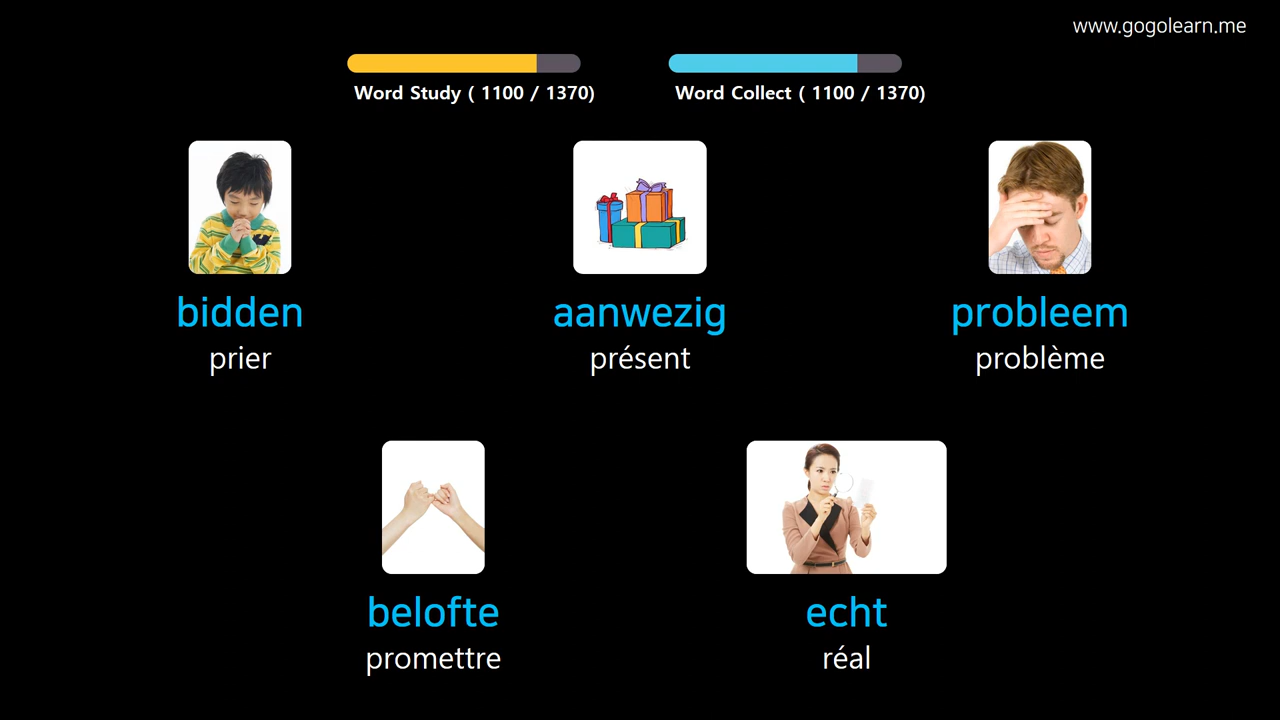 www.gogolearn.me
Word Study ( 1100 / 1370)
Word Collect ( 1100 / 1370)
bidden
prier
aanwezig
présent
probleem
problème
belofte
promettre
echt
réal